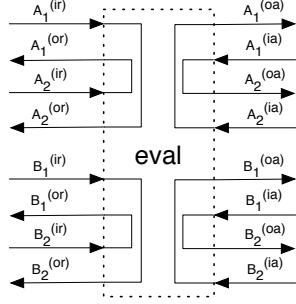 A₁⁽ⁱʳ⁾ A₁⁽ᵒᵃ⁾
A₁⁽ᵒʳ⁾ A₁⁽ⁱᵃ⁾
A₂⁽ⁱʳ⁾ A₂⁽ᵒᵃ⁾
A₂⁽ᵒʳ⁾ A₂⁽ⁱᵃ⁾
eval
B₁⁽ⁱʳ⁾ B₁⁽ᵒᵃ⁾
B₁⁽ᵒʳ⁾ B₁⁽ⁱᵃ⁾
B₂⁽ⁱʳ⁾ B₂⁽ᵒᵃ⁾
B₂⁽ᵒʳ⁾ B₂⁽ⁱᵃ⁾